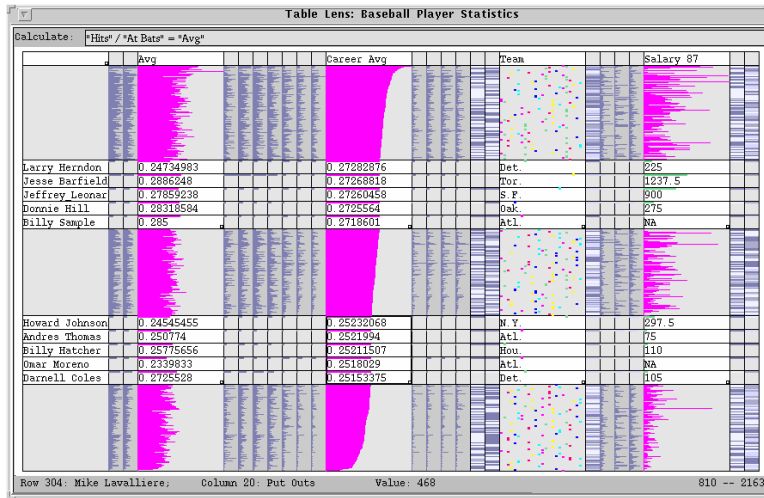 Table Lens: Baseball Player Statistics
Calculate: "Hits" / "At Bats" = "Avg"
Avg Career Avg Team Salary 87
Larry Herndon 0.24734983 0.27282876 Det. 225
Jesse Barfield 0.2886248 0.27268818 Tor. 1237.5
Jeffrey Leonar 0.27859238 0.27260458 S.F. 900
Donnie Hill 0.28318584 0.2725564 Oak. 275
Billy Sample 0.285 0.2718601 Atl. NA
Howard Johnson 0.24545455 0.25232068 N.Y. 297.5
Andres Thomas 0.250774 0.2521994 Atl. 75
Billy Hatcher 0.25775656 0.25211507 Hou. 110
Omar Moreno 0.2339833 0.2518029 Atl. NA
Darnell Coles 0.2725528 0.25153375 Det. 105
Row 304: Mike Lavalliere; Column 20: Put Outs Value: 468 810 -- 2163